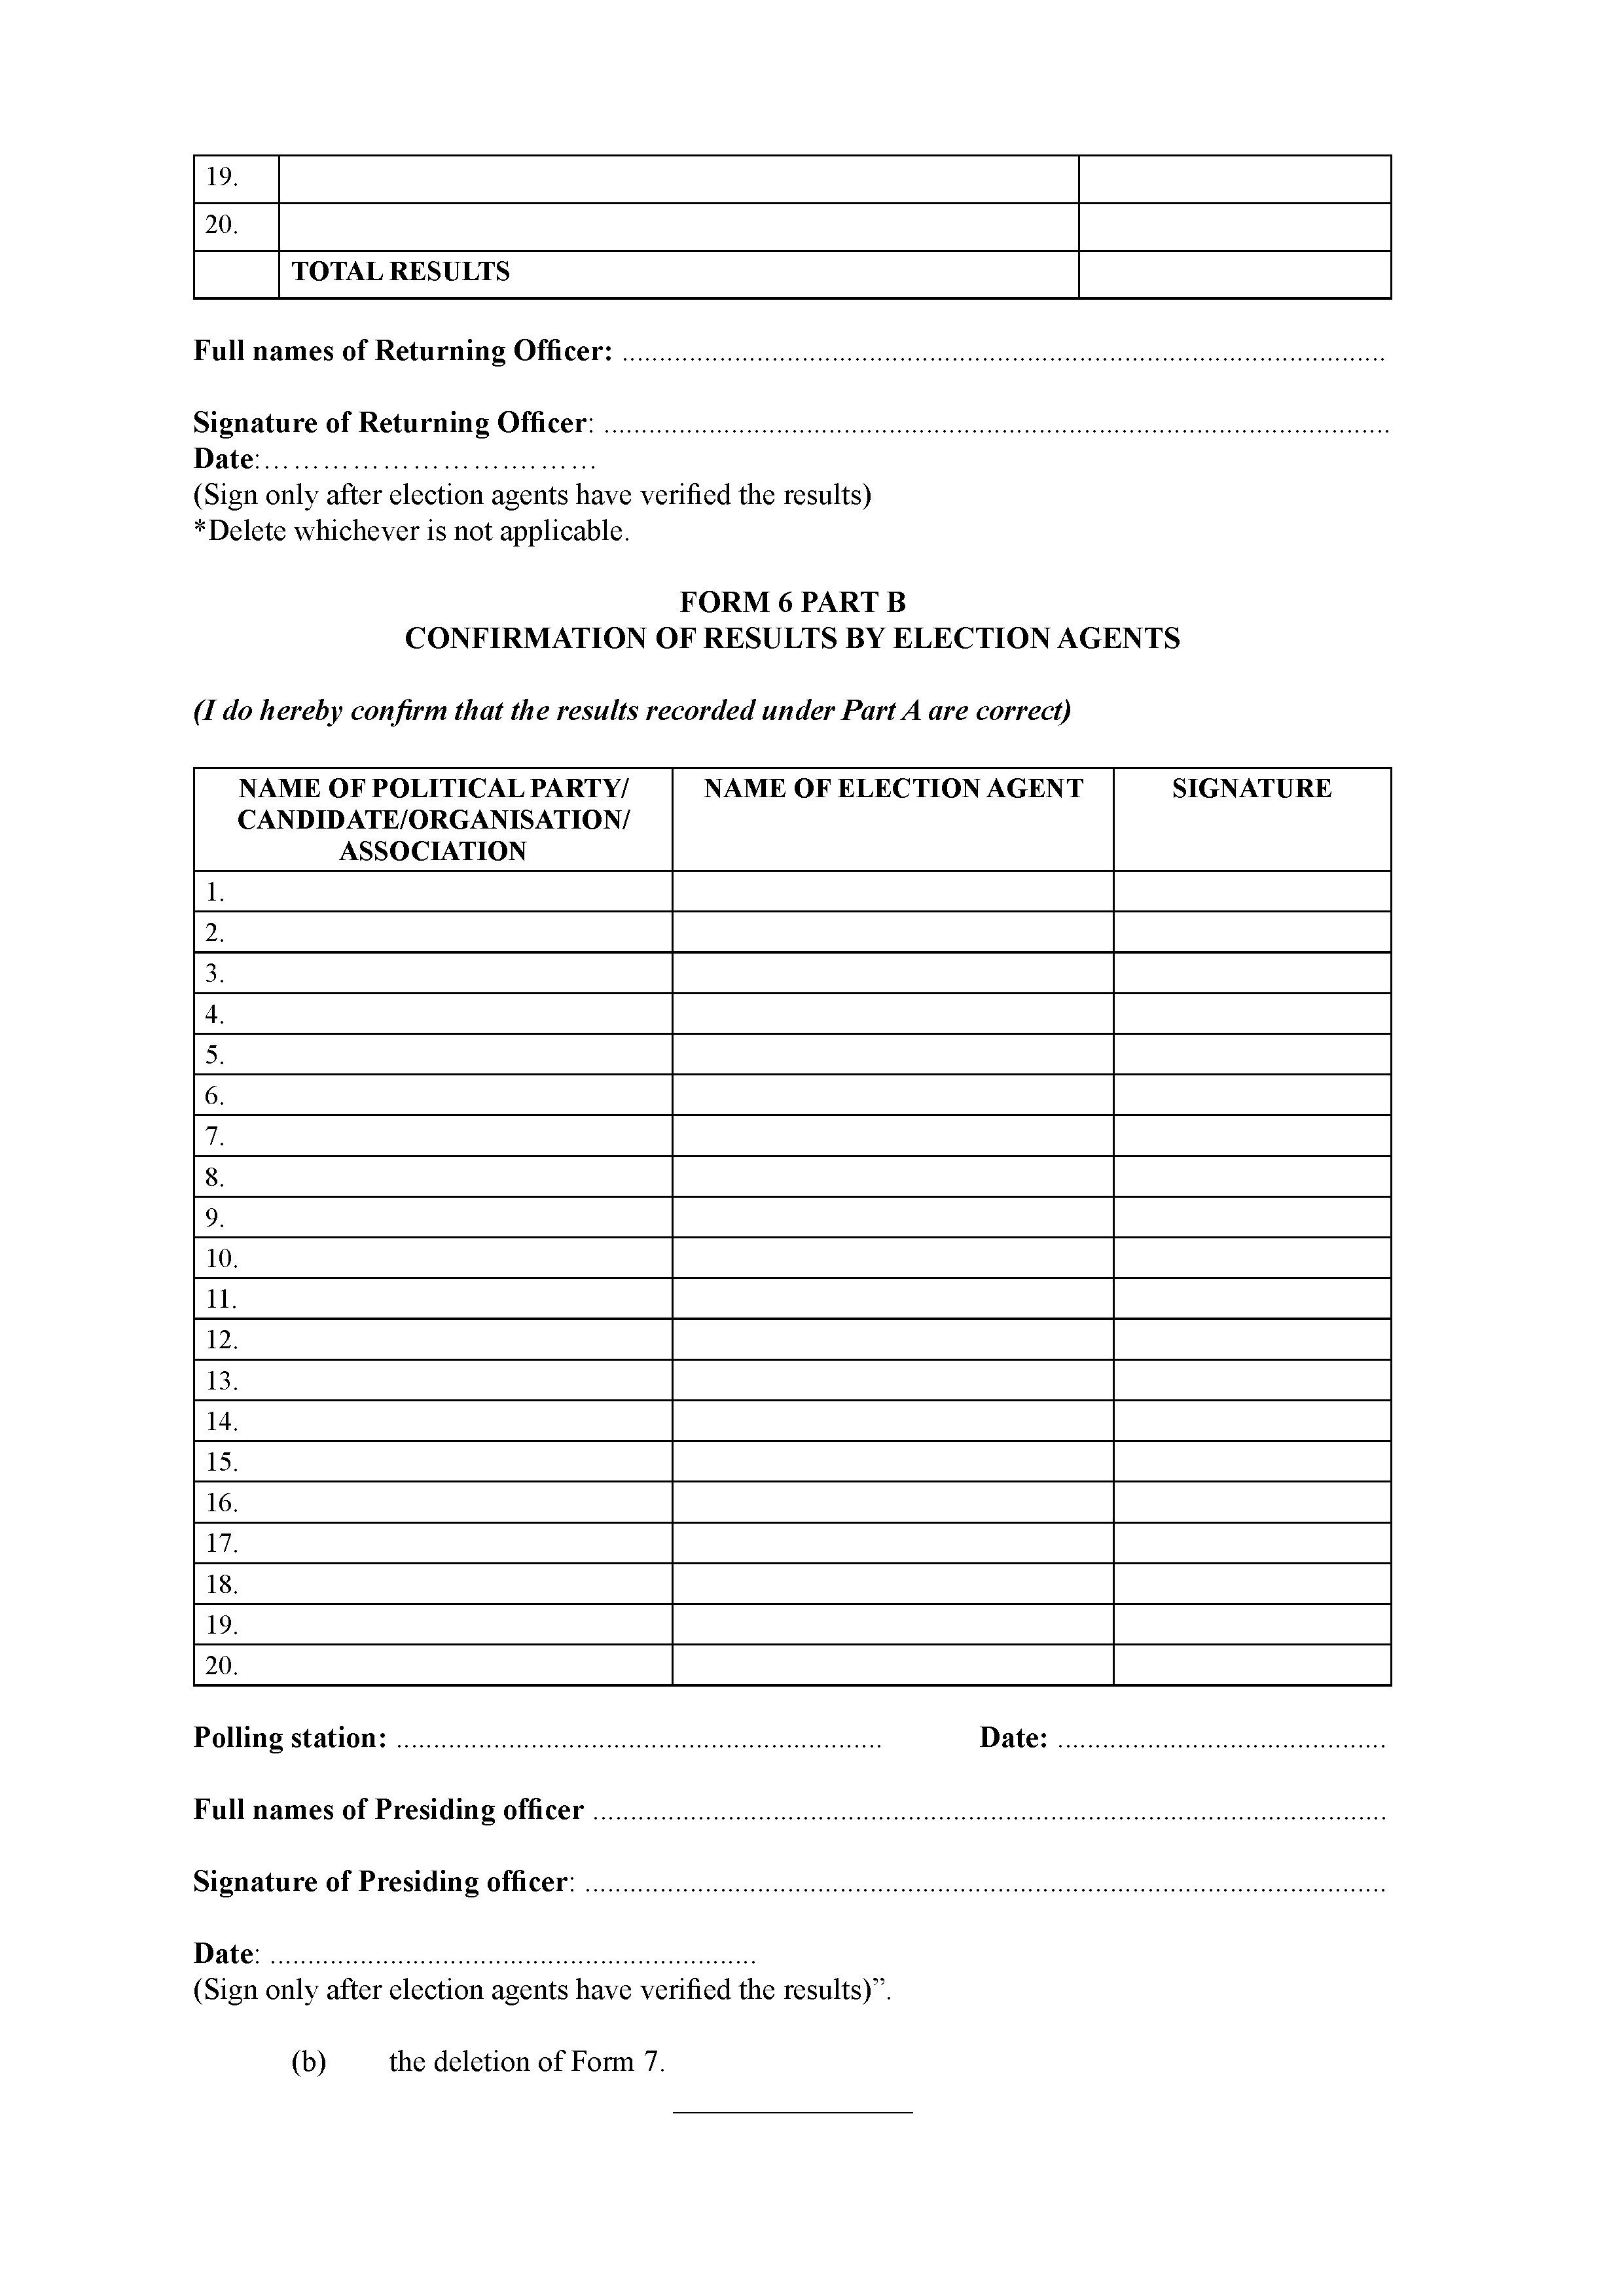 19.
20.
TOTAL RESULTS
Full names of Returning Officer: ......................................................................................................
Signature of Returning Officer: .........................................................................................................
Date:…………………….………
(Sign only after election agents have verified the results)
*Delete whichever is not applicable.
FORM 6 PART B
CONFIRMATION OF RESULTS BY ELECTION AGENTS
(I do hereby confirm that the results recorded under Part A are correct)
NAME OF POLITICAL PARTY/
CANDIDATE/ORGANISATION/
ASSOCIATION
NAME OF ELECTION AGENT
SIGNATURE
1.
2.
3.
4.
5.
6.
7.
8.
9.
10.
11.
12.
13.
14.
15.
16.
17.
18.
19.
20.
Polling station: ................................................................. Date: ............................................
Full names of Presiding officer ..........................................................................................................
Signature of Presiding officer: ...........................................................................................................
Date: .................................................................
(Sign only after election agents have verified the results)”.
(b) the deletion of Form 7.